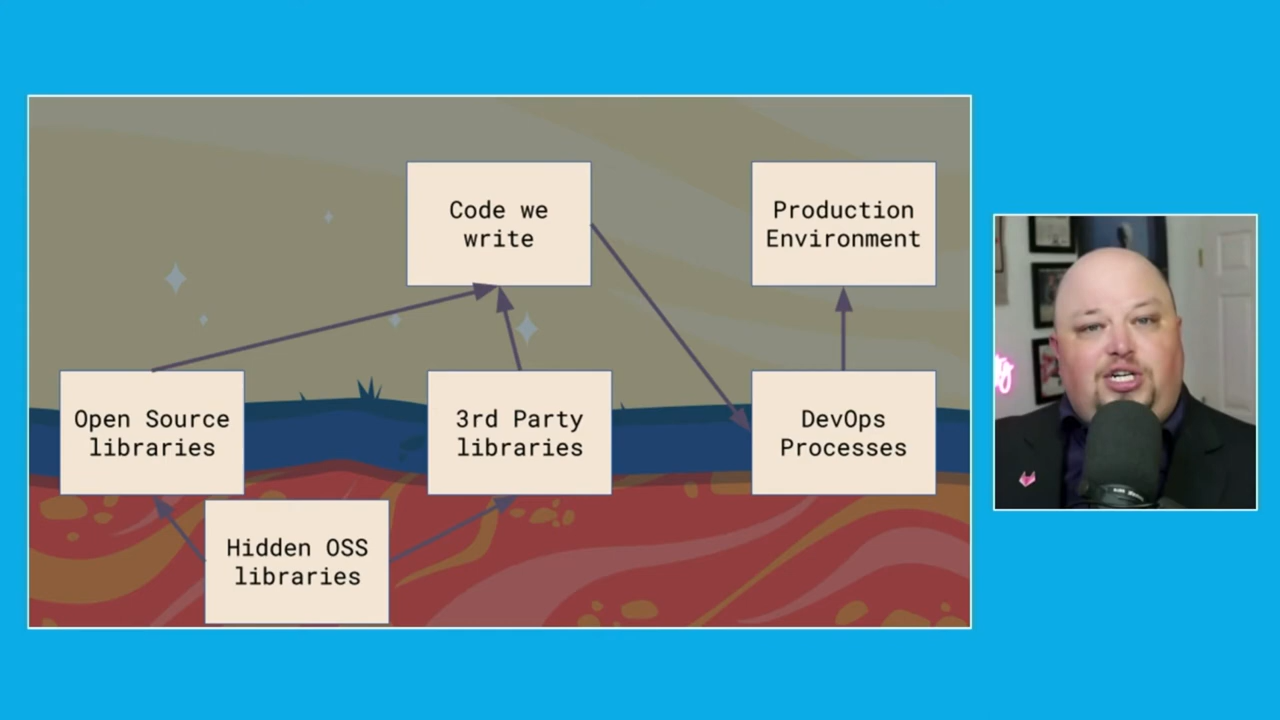 Code we
write
Production
Environment
Open Source
libraries
3rd Party
libraries
DevOps
Processes
Hidden OSS
libraries